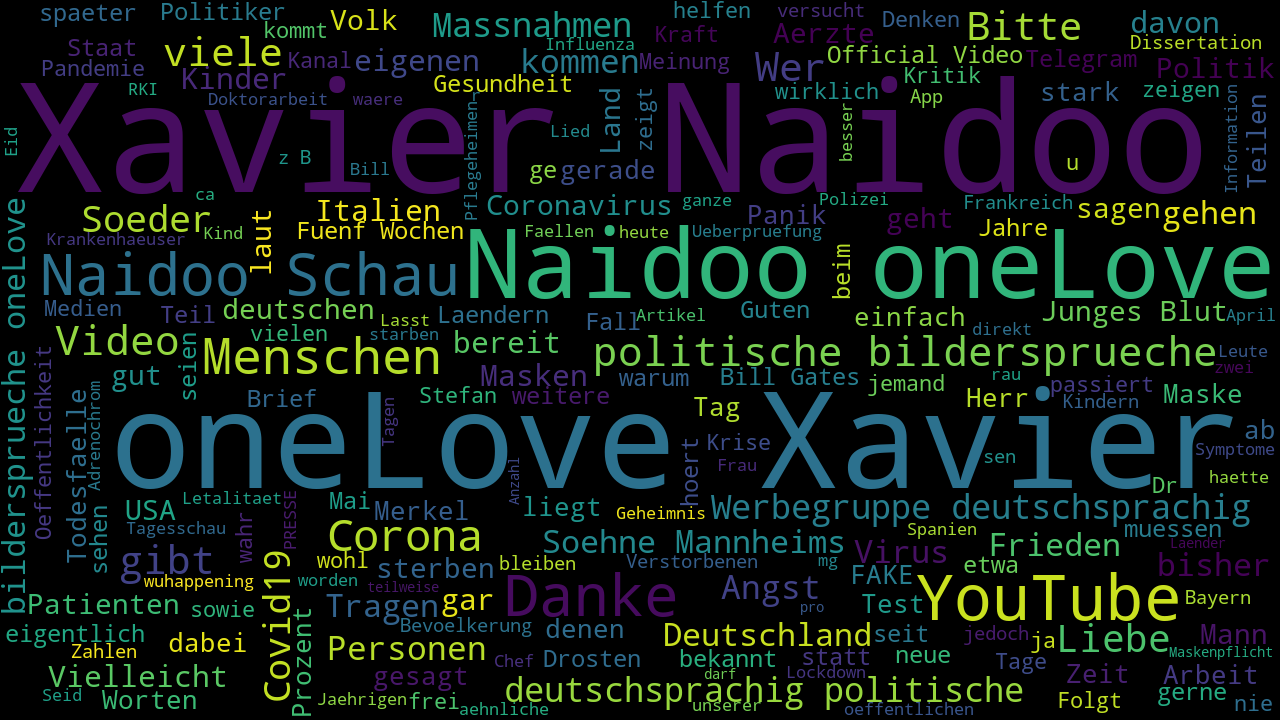 spaeter
Politiker
kommt
Volk
Massnahmen
helfen
versucht
Denken
Bitte
davon
Staat
viele
Kanal
eigenen
Influenza
kommen
Kraft
Meinung
Aerzte
Wer
Official Video
Telegram
Dissertation
Politik
Pandemie
Kinder
RKI
Gesundheit
Kritik
wirklich
App
stark
zeigen
Doktorarbeit
waere
Xavier Naidoo
Eid
z B
Bill
Pflegeheimen
Lied
Land
zeigt
ge
gerade
besser
u
Information
Teilen
ca
Soeder
Italien
Coronavirus
ganze
Panik
Polizei
geht
Frankreich
Jahre
sagen
gehen
Krankenhaeuser
Kind
laut
Fuenf Wochen
Faellen
heute
Ueberpruefung
beim
Naidoo Schau
Naidoo oneLove
bildersprueche oneLove
Medien
Teil
deutschen
Lasst
Laendern
Fall
Artikel
Guten
einfach
Junges Blut
April
Video
vielen
starben
direkt
seien
Menschen
bereit
politische bildersprueche
Leute
zwei
gut
Masken
warum
Bill Gates
jemand
rau
passiert
Oeffentlichkeit
Todesfaelle
Adrenochrom
Brief
Stefan
weitere
Tag
Herr
Kindern
Maske
Tagen
oneLove Xavier
Krise
Frau
hoert
sen
ab
Symptome
haette
Anzahl
Dr
sehen
USA
Letalitaet
PRESSE
Mai
Merkel
liegt
Geheimnis
Werbegruppe deutschsprachig
Tagesschau
wahr
Corona
Soehne Mannheims
Spanien
muessen
Laender
gibt
Covid19
wohl
bleiben
Verstorbenen
Virus
Frieden
wuhappening
worden
sterben
mg
FAKE
etwa
bisher
teilweise
Danke
Angst
YouTube
Patienten
sowie
Tragen
gar
pro
Test
Bayern
eigentlich
dabei
Prozent
Bevoelkerung
denen
Deutschland
seit
jedoch
ja
Liebe
Mann
Zahlen
Personen
Chef
Drosten
bekannt
statt
neue
Tage
Maskenpflicht
Vielleicht
gesagt
darf
Lockdown
Zeit
Arbeit
Seid
Worten
Jaehrigen
frei
aehnliche
deutschsprachig politische
unserer
oeffentlichen
Folgt
gerne
nie